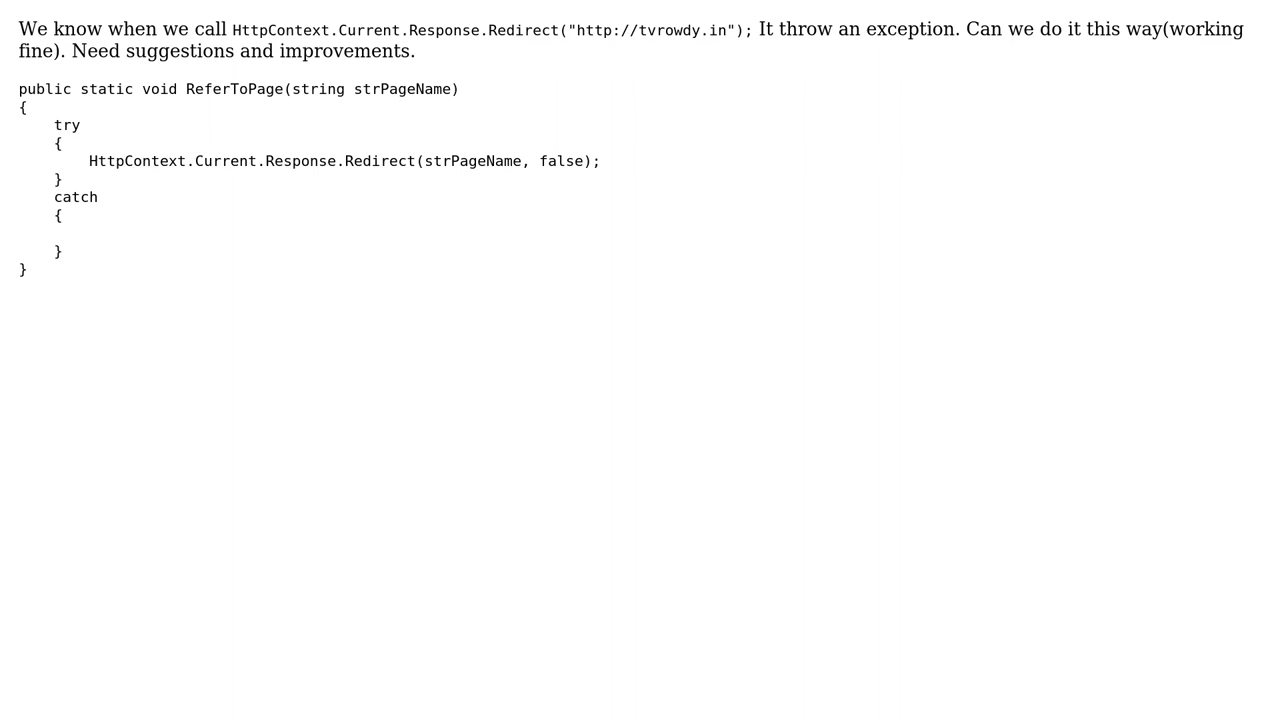 We know when we call HttpContext.Current.Response.Redirect("http://tvrowdy.in"); It throw an exception. Can we do it this way(working
fine). Need suggestions and improvements.
public static void ReferToPage(string strPageName)
{
    try
    {
        HttpContext.Current.Response.Redirect(strPageName, false);
    }
    catch
    {
    }
}